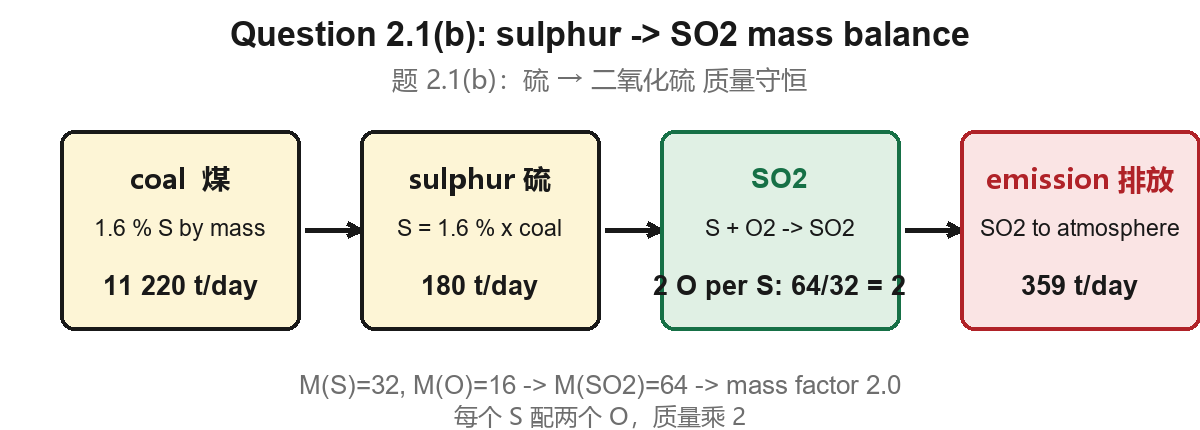 Question 2.1(b): sulphur -> SO2 mass balance
题 2.1(b)：硫 → 二氧化硫 质量守恒
coal 煤
1.6 % S by mass
11 220 t/day
sulphur 硫
S = 1.6 % x coal
180 t/day
SO2
S + O2 -> SO2
2 O per S: 64/32 = 2
emission 排放
SO2 to atmosphere
359 t/day
M(S)=32, M(O)=16 -> M(SO2)=64 -> mass factor 2.0
每个 S 配两个 O，质量乘 2